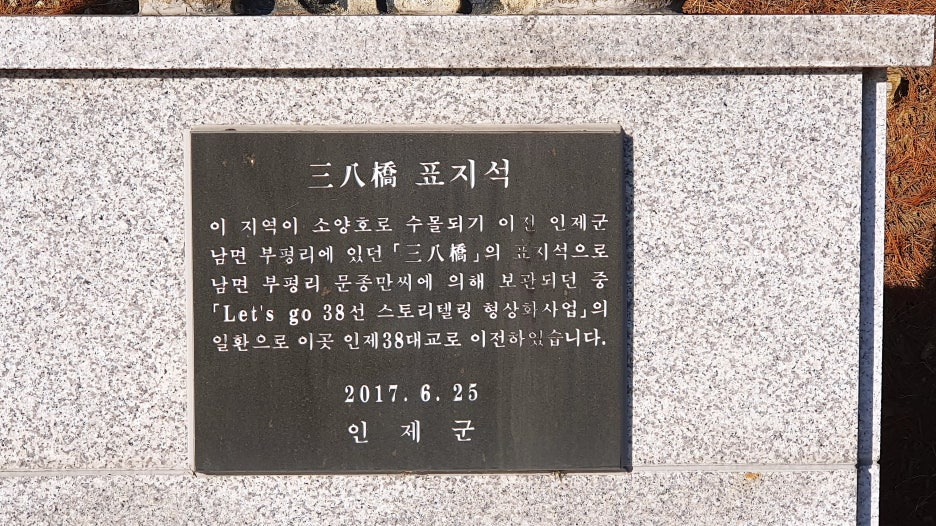 三八橋 표지석
이 지역이 소양호로 수몰되기 이전 인제군
남면 부평리에 있던 「三八橋」의 표지석으로
남면 부평리 문종만씨에 의해 보관되던 중
「Let's go 38선 스토리텔링 형상화사업」의
일환으로 이곳 인제38대교로 이전하였습니다.
2017. 6. 25
인 제 군